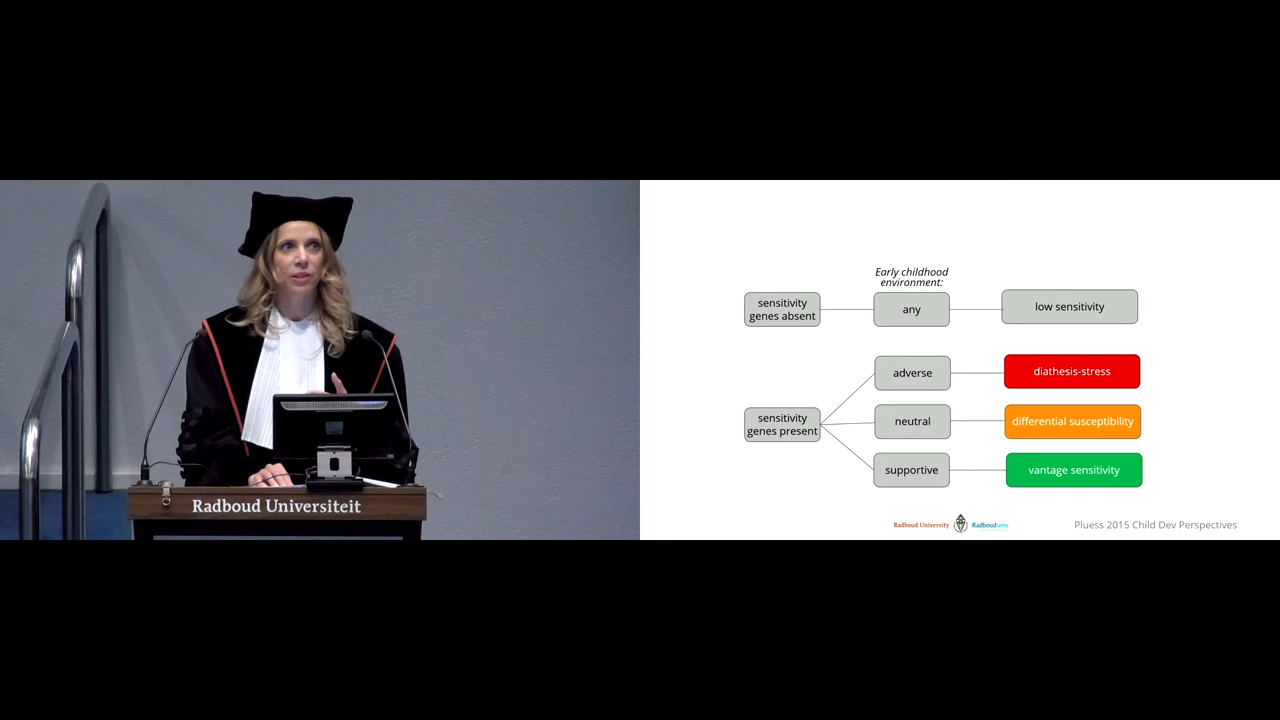 Radboud Universiteit
Early childhood
environment:
sensitivity
genes absent
any
low sensitivity
adverse
diathesis-stress
sensitivity
genes present
neutral
differential susceptibility
supportive
vantage sensitivity
Radboud University
Radboudumc
Pluess 2015 Child Dev Perspectives